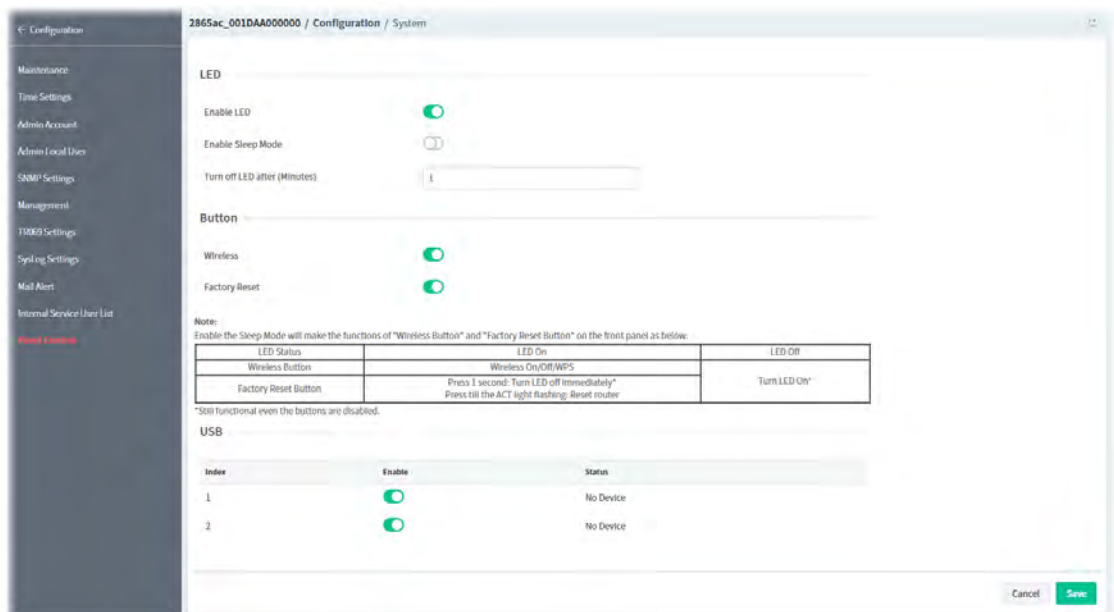 ← Configuration
2865ac_001DAA000000 / Configuration / System
Maintenance
Time Settings
Admin Account
Admin Local User
SNMP Settings
Management
TR069 Settings
SysLog Settings
Mail Alert
Internal Service User List
Panel Control
LED
Enable LED
Enable Sleep Mode
Turn off LED after (Minutes) 1
Button
Wireless
Factory Reset
Note:
Enable the Sleep Mode will make the functions of "Wireless Button" and "Factory Reset Button" on the front panel as below:
LED Status LED On LED Off
Wireless Button Wireless On/Off/WPS
Factory Reset Button Press 1 second: Turn LED off immediately* Turn LED On*
Press till the ACT light flashing: Reset router
*Still functional even the buttons are disabled.
USB
Index Enable Status
1 No Device
2 No Device
Cancel Save